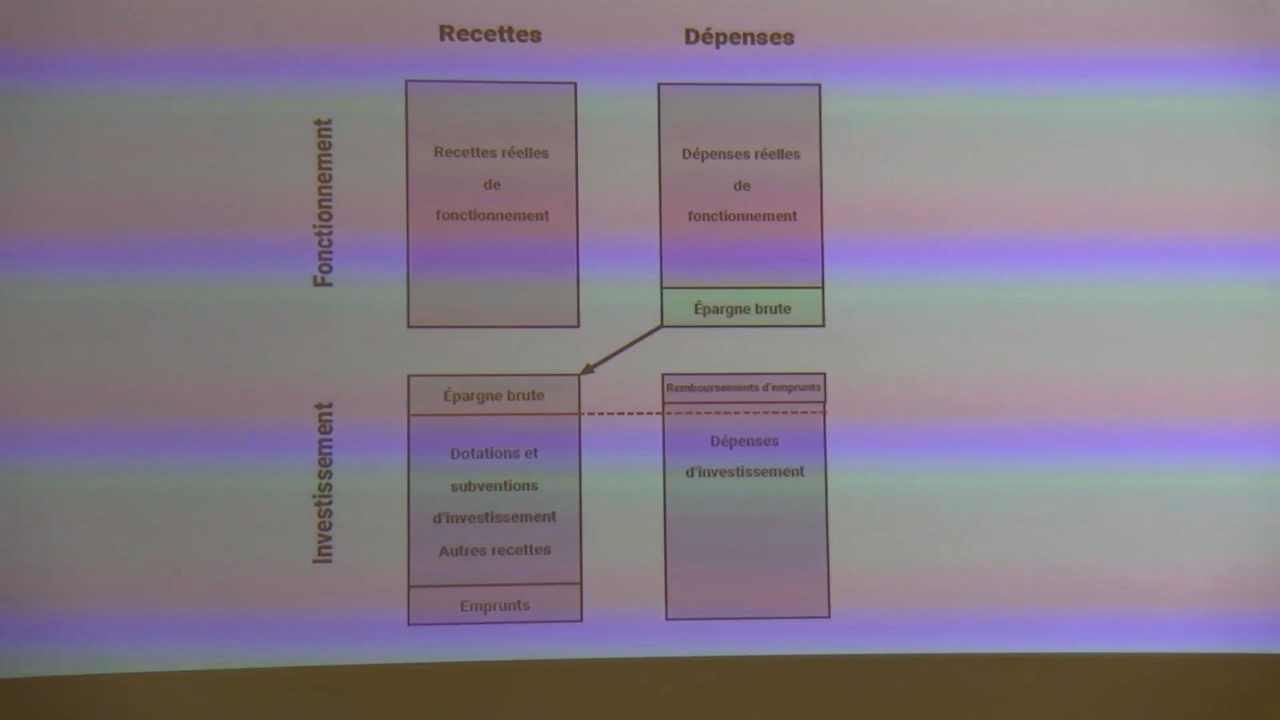 Recettes
Dépenses
Fonctionnement
Recettes réelles
de
fonctionnement
Dépenses réelles
de
fonctionnement
Épargne brute
Investissement
Épargne brute
Dotations et
subventions
d'investissement
Autres recettes
Emprunts
Remboursements d'emprunts
Dépenses
d'investissement